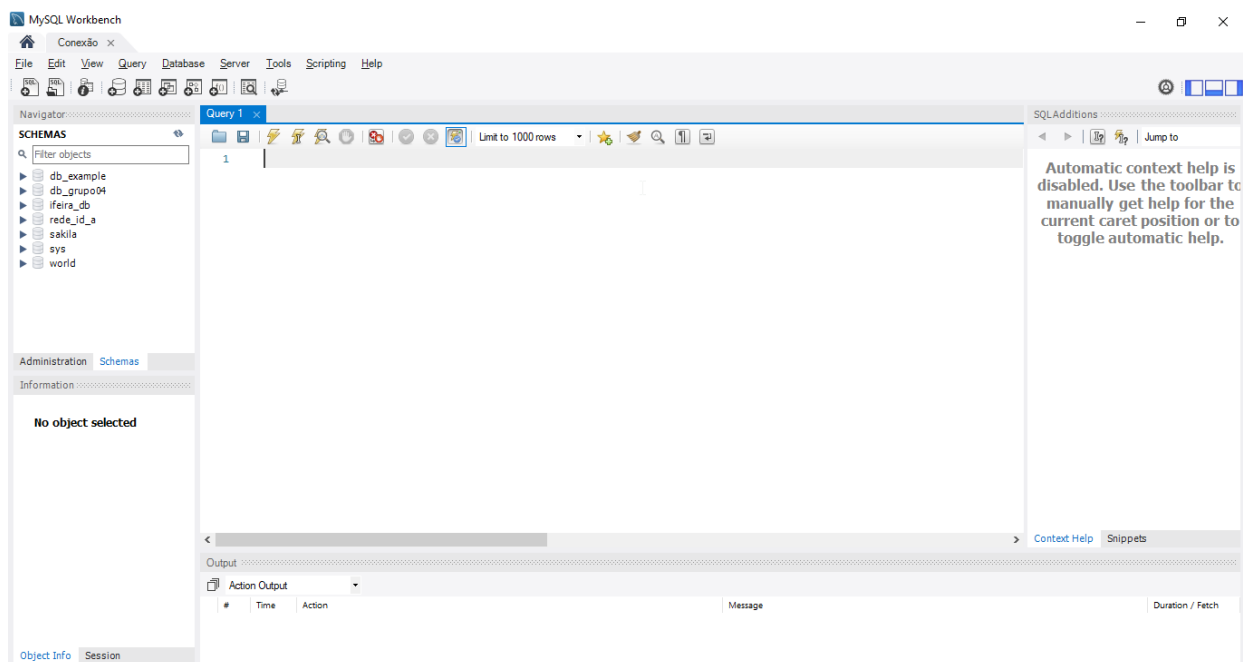 MySQL Workbench
Conexão
File Edit View Query Database Server Tools Scripting Help
Navigator
SCHEMAS
Filter objects
db_example
db_grupo04
ifeira_db
rede_id_a
sakila
sys
world
Administration Schemas
Information
No object selected
Object Info Session
Query 1
Limit to 1000 rows
1
Output
Action Output
# Time Action Message Duration / Fetch
SQLAdditions
Jump to
Automatic context help is
disabled. Use the toolbar to
manually get help for the
current caret position or to
toggle automatic help.
Context Help Snippets